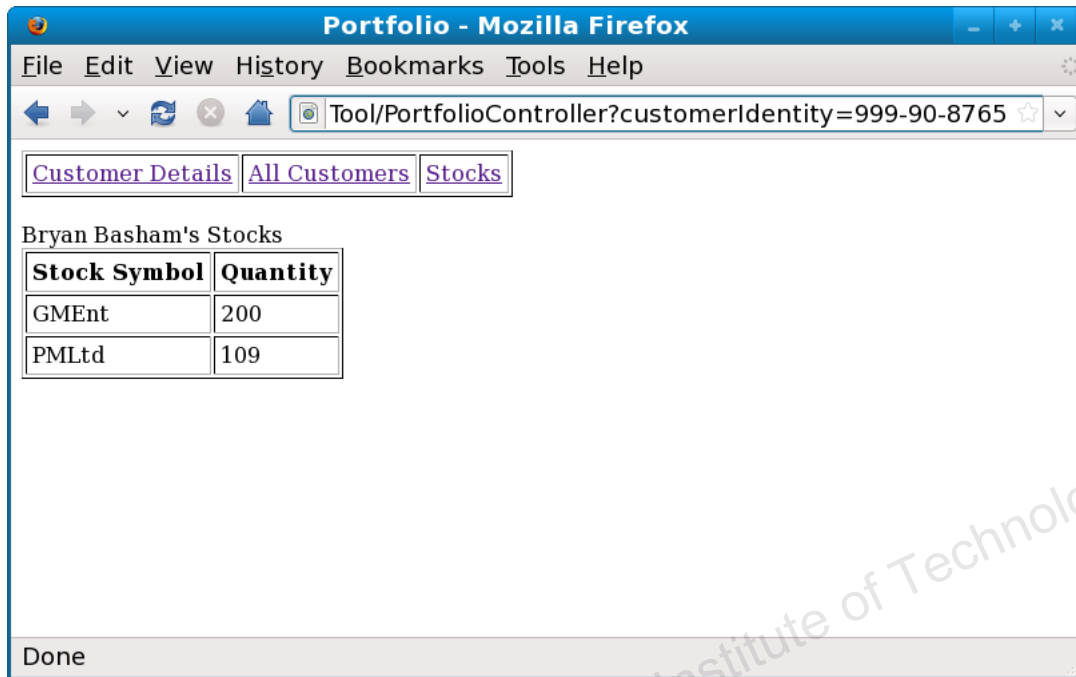 Portfolio - Mozilla Firefox
File Edit View History Bookmarks Tools Help
Tool/PortfolioController?customerIdentity=999-90-8765
Customer Details All Customers Stocks
Bryan Basham's Stocks
Stock Symbol Quantity
GMEnt 200
PMLtd 109
of
Done